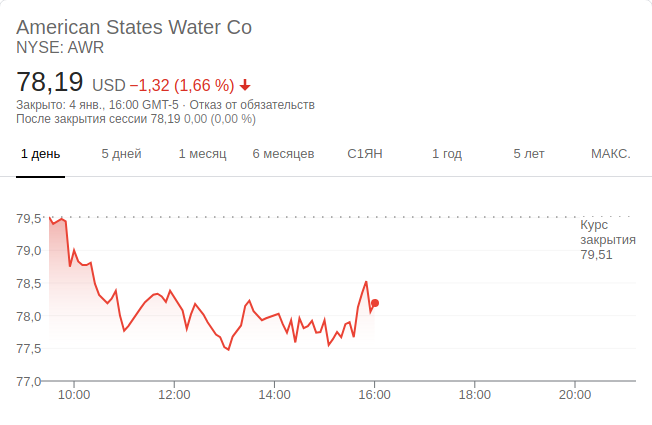 American States Water Co
NYSE: AWR
78,19 USD −1,32 (1,66 %)
Закрыто: 4 янв., 16:00 GMT-5 · Отказ от обязательств
После закрытия сессии 78,19 0,00 (0,00 %)
1 день 5 дней 1 месяц 6 месяцев С1ЯН 1 год 5 лет МАКС.
79,5
Курс
закрытия
79,51
79,0
78,5
78,0
77,5
77,0
10:00 12:00 14:00 16:00 18:00 20:00